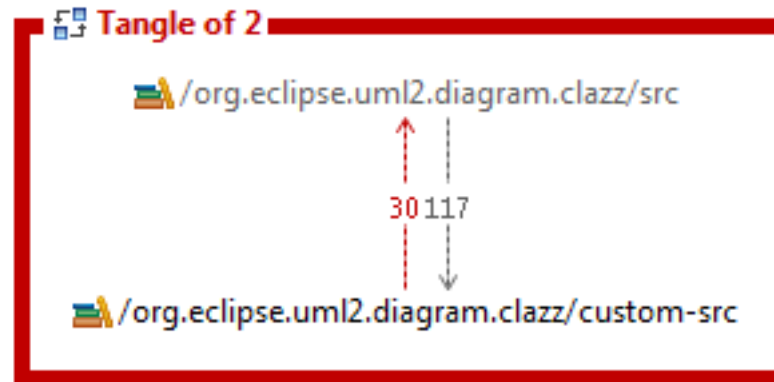 Tangle of 2
/org.eclipse.uml2.diagram.clazz/src
30 117
/org.eclipse.uml2.diagram.clazz/custom-src